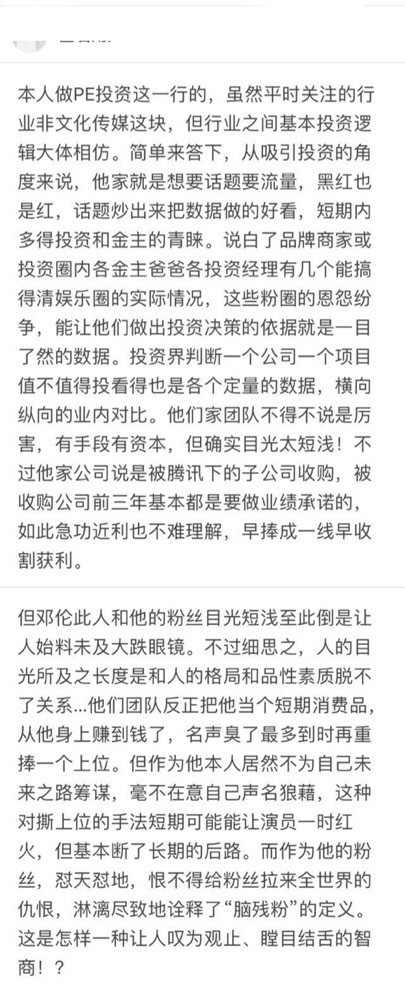 本人做PE投资这一行的，虽然平时关注的行
业非文化传媒这块，但行业之间基本投资逻
辑大体相仿。简单来答下，从吸引投资的角
度来说，他家就是想要话题要流量，黑红也
是红，话题炒出来把数据做的好看，短期内
多得投资和金主的青睐。说白了品牌商家或
投资圈内各金主爸爸各投资经理有几个能搞
得清娱乐圈的实际情况，这些粉圈的恩怨纷
争，能让他们做出投资决策的依据就是一目
了然的数据。投资界判断一个公司一个项目
值不值得投看得也是各个定量的数据，横向
纵向的业内对比。他们家团队不得不说是厉
害，有手段有资本，但确实目光太短浅！不
过他家公司说是被腾讯下的子公司收购，被
收购公司前三年基本都是要做业绩承诺的，
如此急功近利也不难理解，早捧成一线早收
割获利。
但邓伦此人和他的粉丝目光短浅至此倒是让
人始料未及大跌眼镜。不过细思之，人的目
光所及之长度是和人的格局和品性素质脱不
了关系...他们团队反正把他当个短期消费品，
从他身上赚到钱了，名声臭了最多到时再重
捧一个上位。但作为他本人居然不为自己未
来之路筹谋，毫不在意自己声名狼藉，这种
对撕上位的手法短期可能能让演员一时红
火，但基本断了长期的后路。而作为他的粉
丝，怼天怼地，恨不得给粉丝拉来全世界的
仇恨，淋漓尽致地诠释了“脑残粉”的定义。
这是怎样一种让人叹为观止、瞠目结舌的智
商！?